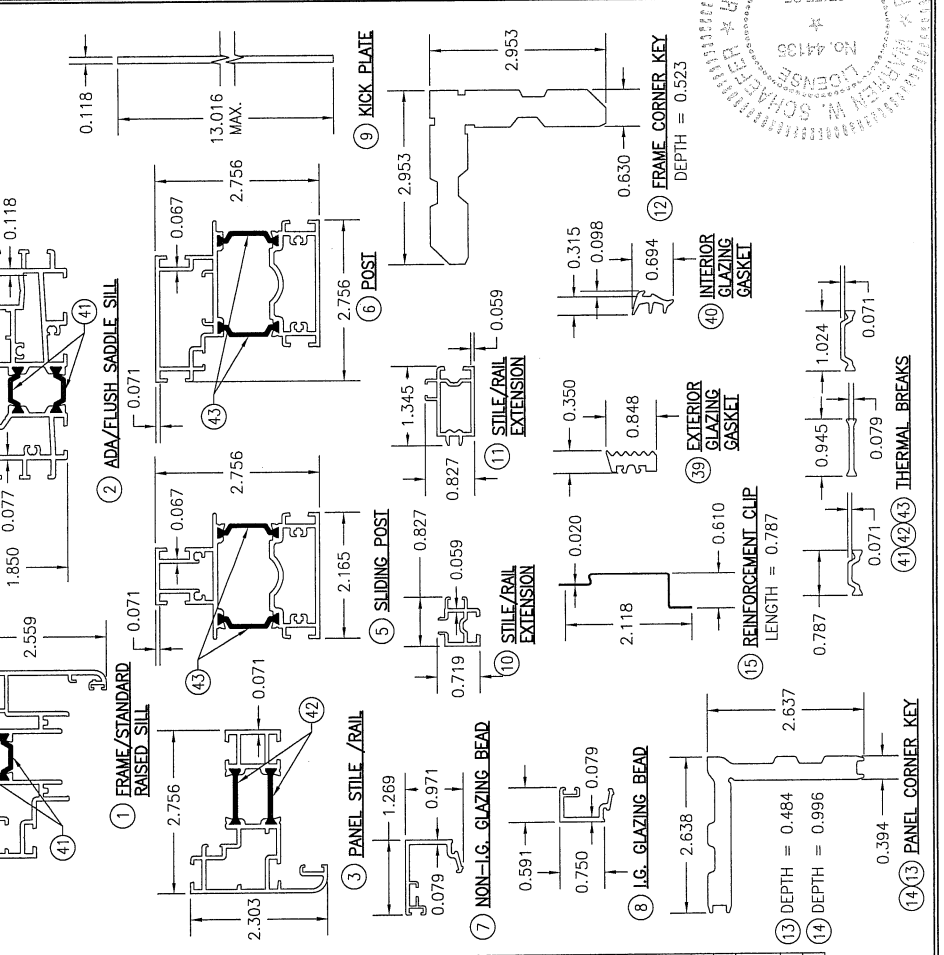 2.559
41
1 FRAME/STANDARD
RAISED SILL
1.850
0.077
0.118
41
2 ADA/FLUSH SADDLE SILL
0.118
13.016
MAX.
9 KICK PLATE
2.756
0.071
42
2.303
3 PANEL STILE /RAIL
0.071
0.067
2.756
43
2.165
5 SLIDING POST
0.071
0.067
2.756
43
2.756
6 POST
2.953
2.953
0.630
12 FRAME CORNER KEY
DEPTH = 0.523
1.269
0.971
0.079
7 NON-I.G. GLAZING BEAD
0.827
0.059
0.719
10 STILE/RAIL
EXTENSION
1.345
0.827
0.059
11 STILE/RAIL
EXTENSION
0.591
0.750
0.079
8 I.G. GLAZING BEAD
0.020
2.118
0.610
15 REINFORCEMENT CLIP
LENGTH = 0.787
0.350
0.848
39 EXTERIOR
GLAZING
GASKET
0.315
0.098
0.694
40 INTERIOR
GLAZING
GASKET
2.638
2.637
0.394
13 DEPTH = 0.484
14 DEPTH = 0.996
14 13 PANEL CORNER KEY
0.787
0.071
0.945
0.079
1.024
0.071
41 42 43 THERMAL BREAKS
WARREN W. SCHAEFER
LICENSE
No. 44135